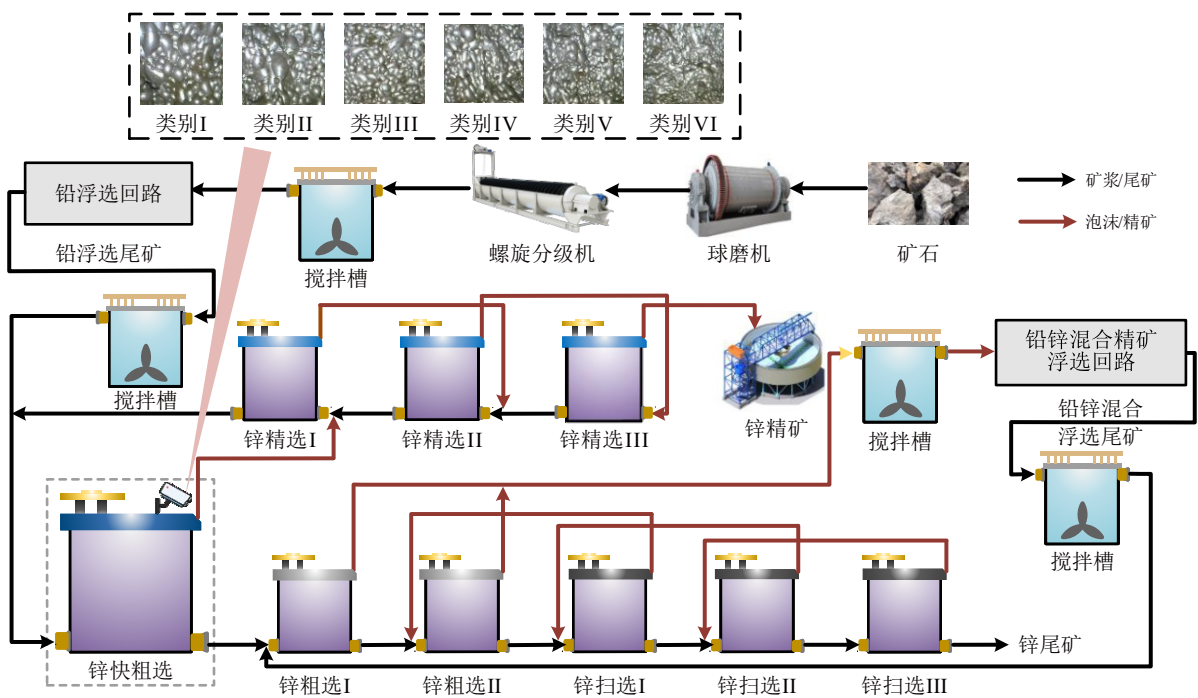 类别I
类别II
类别III
类别IV
类别V
类别VI
铅浮选回路
搅拌槽
螺旋分级机
球磨机
矿石
矿浆/尾矿
泡沫/精矿
铅浮选尾矿
搅拌槽
锌精选I
锌精选II
锌精选III
锌精矿
搅拌槽
铅锌混合精矿
浮选回路
铅锌混合
浮选尾矿
搅拌槽
锌快粗选
锌粗选I
锌粗选II
锌扫选I
锌扫选II
锌扫选III
锌尾矿